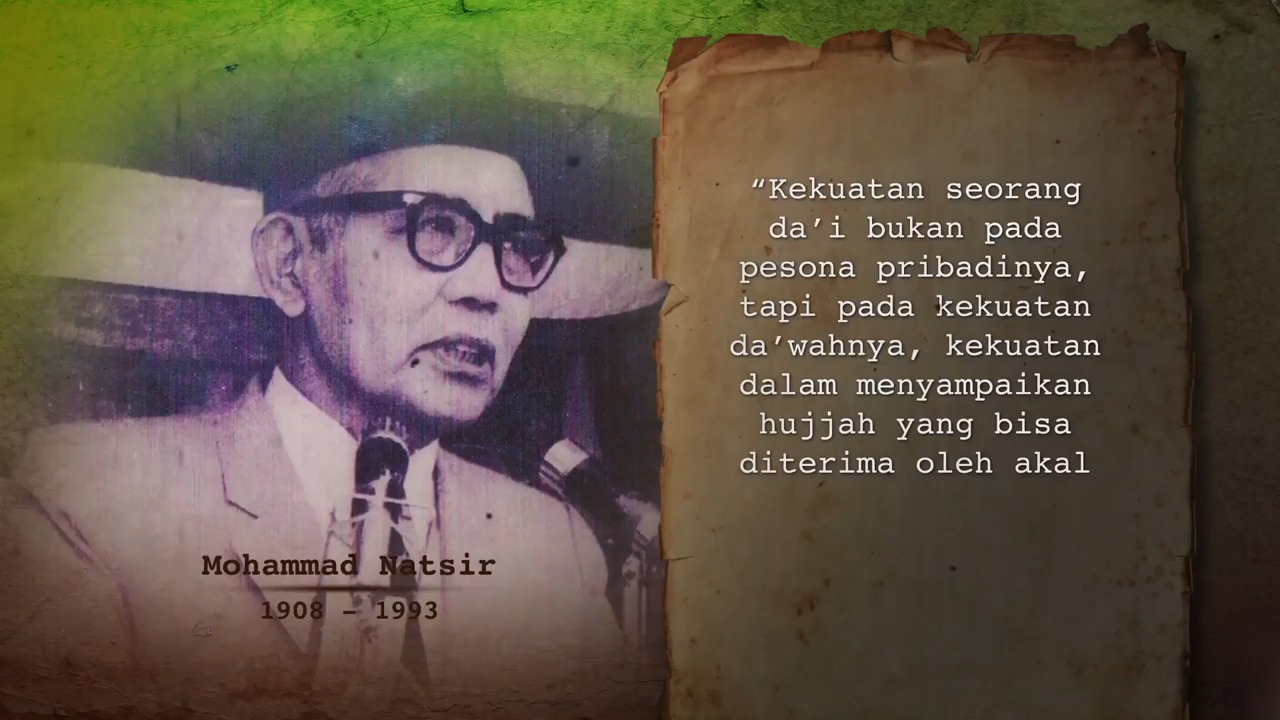 “Kekuatan seorang
da’i bukan pada
pesona pribadinya,
tapi pada kekuatan
da’wahnya, kekuatan
dalam menyampaikan
hujjah yang bisa
diterima oleh akal
Mohammad Natsir
1908 – 1993